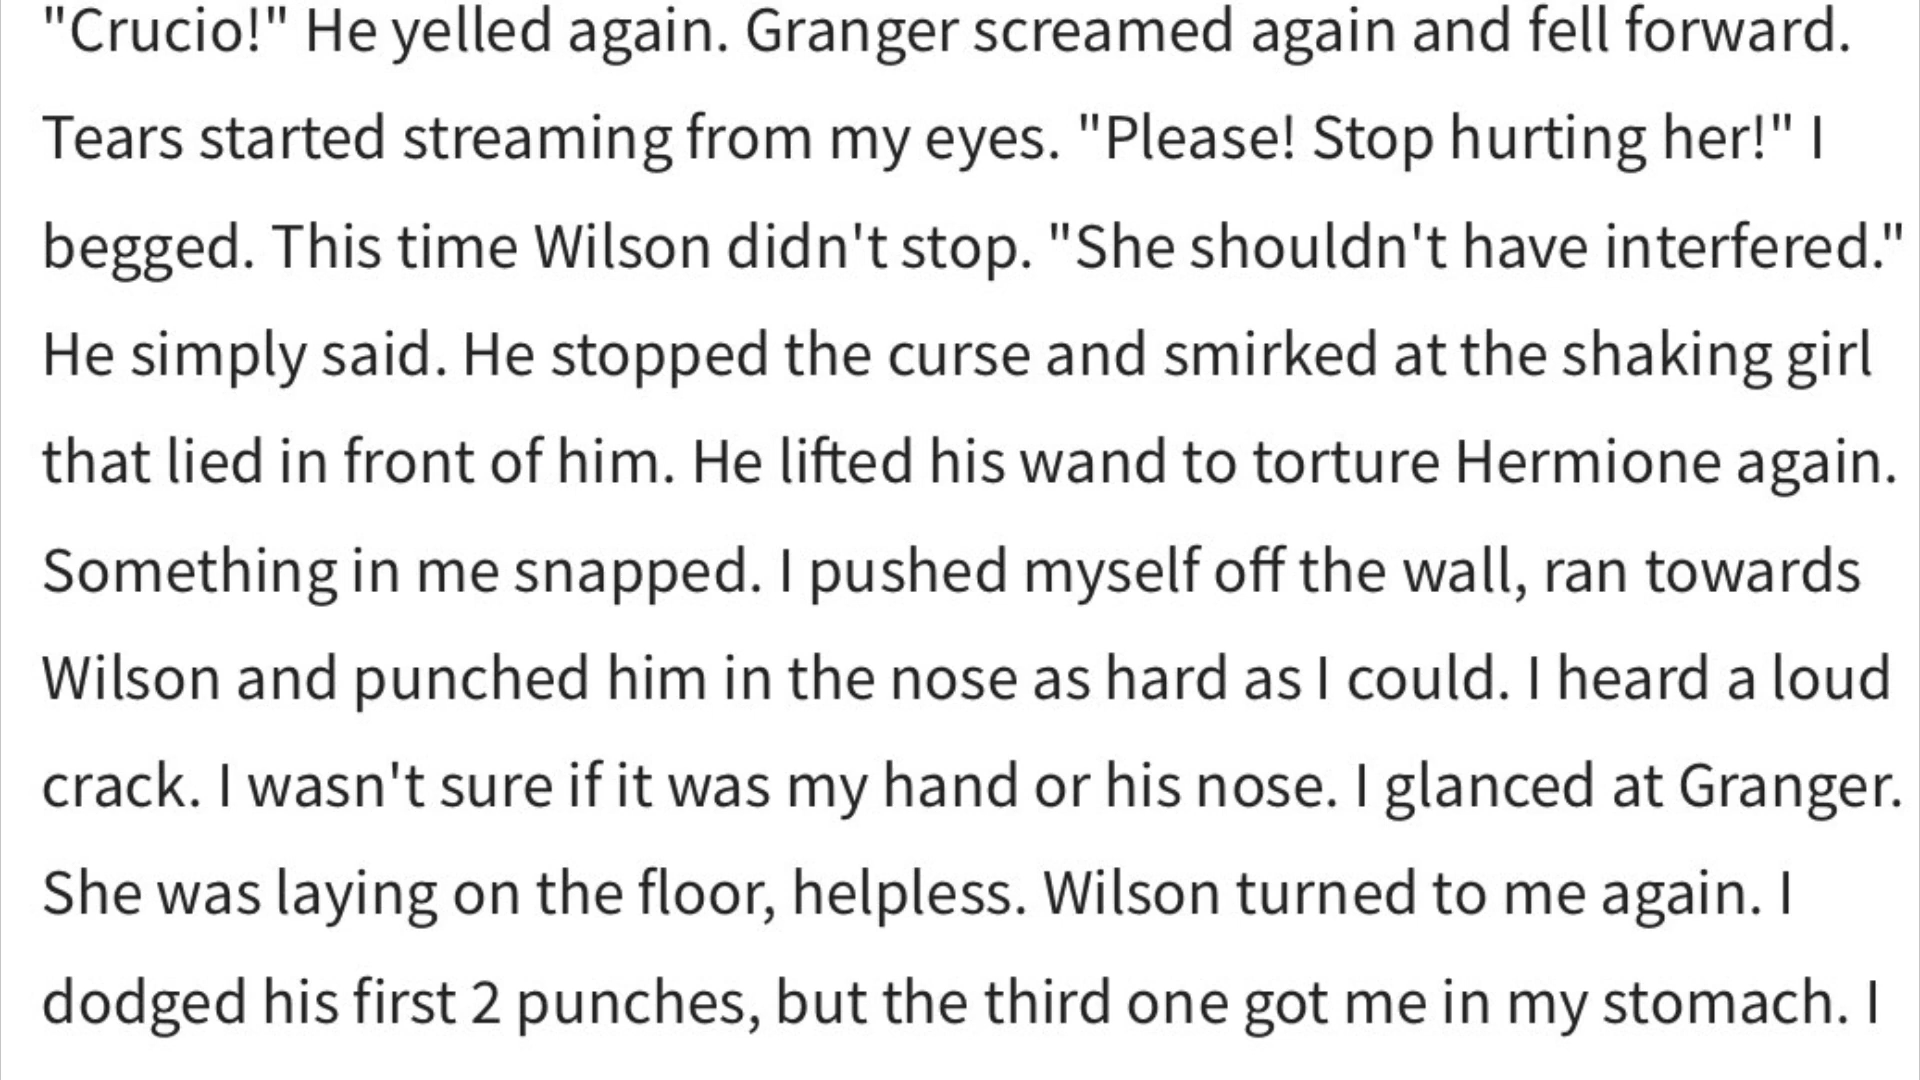 "Crucio!" He yelled again. Granger screamed again and fell forward.
Tears started streaming from my eyes. "Please! Stop hurting her!" I
begged. This time Wilson didn't stop. "She shouldn't have interfered."
He simply said. He stopped the curse and smirked at the shaking girl
that lied in front of him. He lifted his wand to torture Hermione again.
Something in me snapped. I pushed myself off the wall, ran towards
Wilson and punched him in the nose as hard as I could. I heard a loud
crack. I wasn't sure if it was my hand or his nose. I glanced at Granger.
She was laying on the floor, helpless. Wilson turned to me again. I
dodged his first 2 punches, but the third one got me in my stomach. I